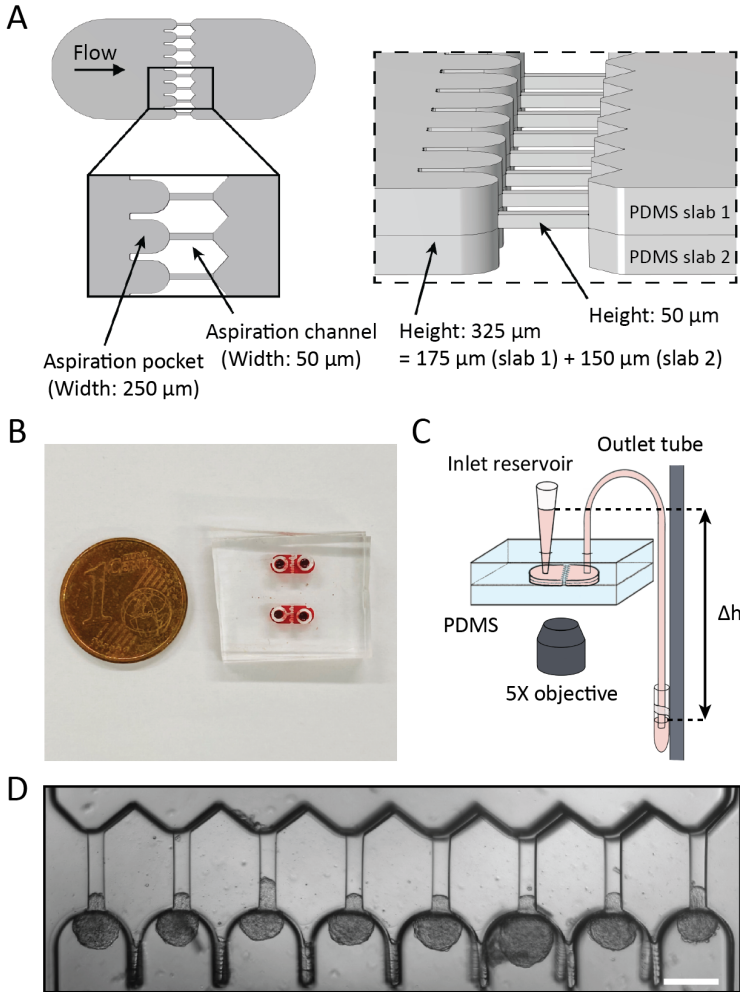 A
Flow
PDMS slab 1
PDMS slab 2
Aspiration channel
(Width: 50 µm)
Aspiration pocket
(Width: 250 µm)
Height: 50 µm
Height: 325 µm
= 175 µm (slab 1) + 150 µm (slab 2)
B
1
C
Outlet tube
Inlet reservoir
PDMS
Δh
5X objective
D